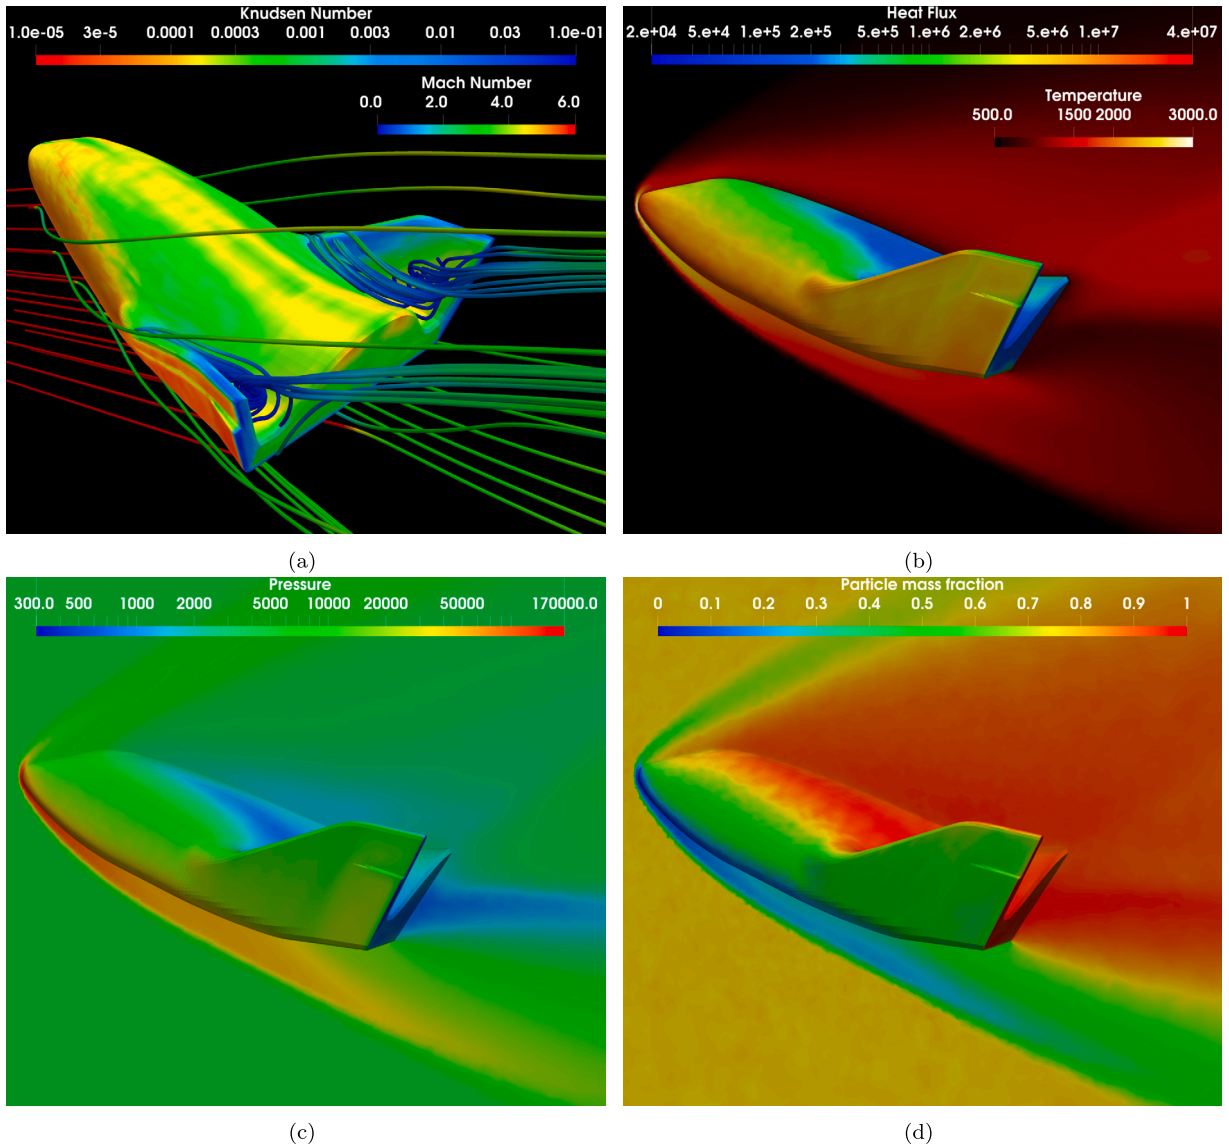 Knudsen Number
1.0e-05 3e-5 0.0001 0.0003 0.001 0.003 0.01 0.03 1.0e-01
Mach Number
0.0 2.0 4.0 6.0
(a)
Heat Flux
2.e+04 5.e+4 1.e+5 2.e+5 5.e+5 1.e+6 2.e+6 5.e+6 1.e+7 4.e+07
Temperature
500.0 1500 2000 3000.0
(b)
Pressure
300.0 500 1000 2000 5000 10000 20000 50000 170000.0
(c)
Particle mass fraction
0 0.1 0.2 0.3 0.4 0.5 0.6 0.7 0.8 0.9 1
(d)